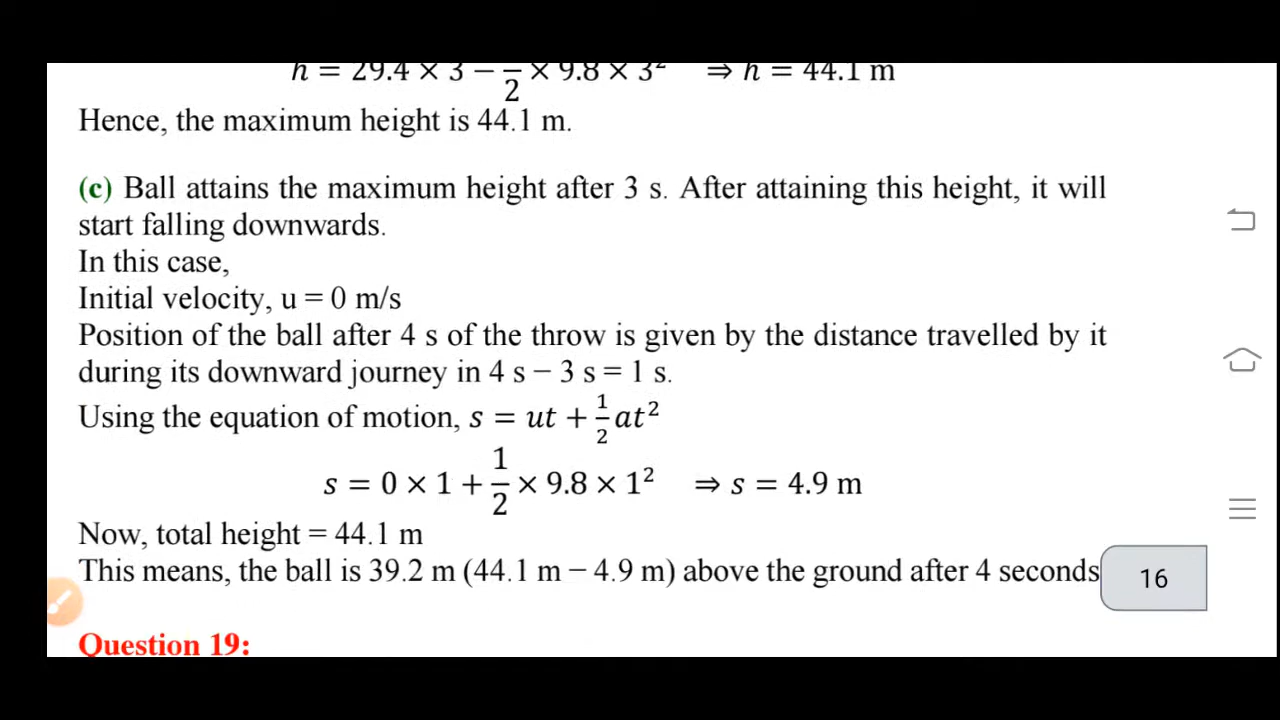 h = 29.4 × 3 − — × 9.8 × 3² ⇒ h = 44.1 m
2
Hence, the maximum height is 44.1 m.
(c) Ball attains the maximum height after 3 s. After attaining this height, it will
start falling downwards.
In this case,
Initial velocity, u = 0 m/s
Position of the ball after 4 s of the throw is given by the distance travelled by it
during its downward journey in 4 s − 3 s = 1 s.
Using the equation of motion, s = ut + 1/2 at²
s = 0 × 1 + 1/2 × 9.8 × 1² ⇒ s = 4.9 m
Now, total height = 44.1 m
This means, the ball is 39.2 m (44.1 m − 4.9 m) above the ground after 4 seconds
16
Question 19: